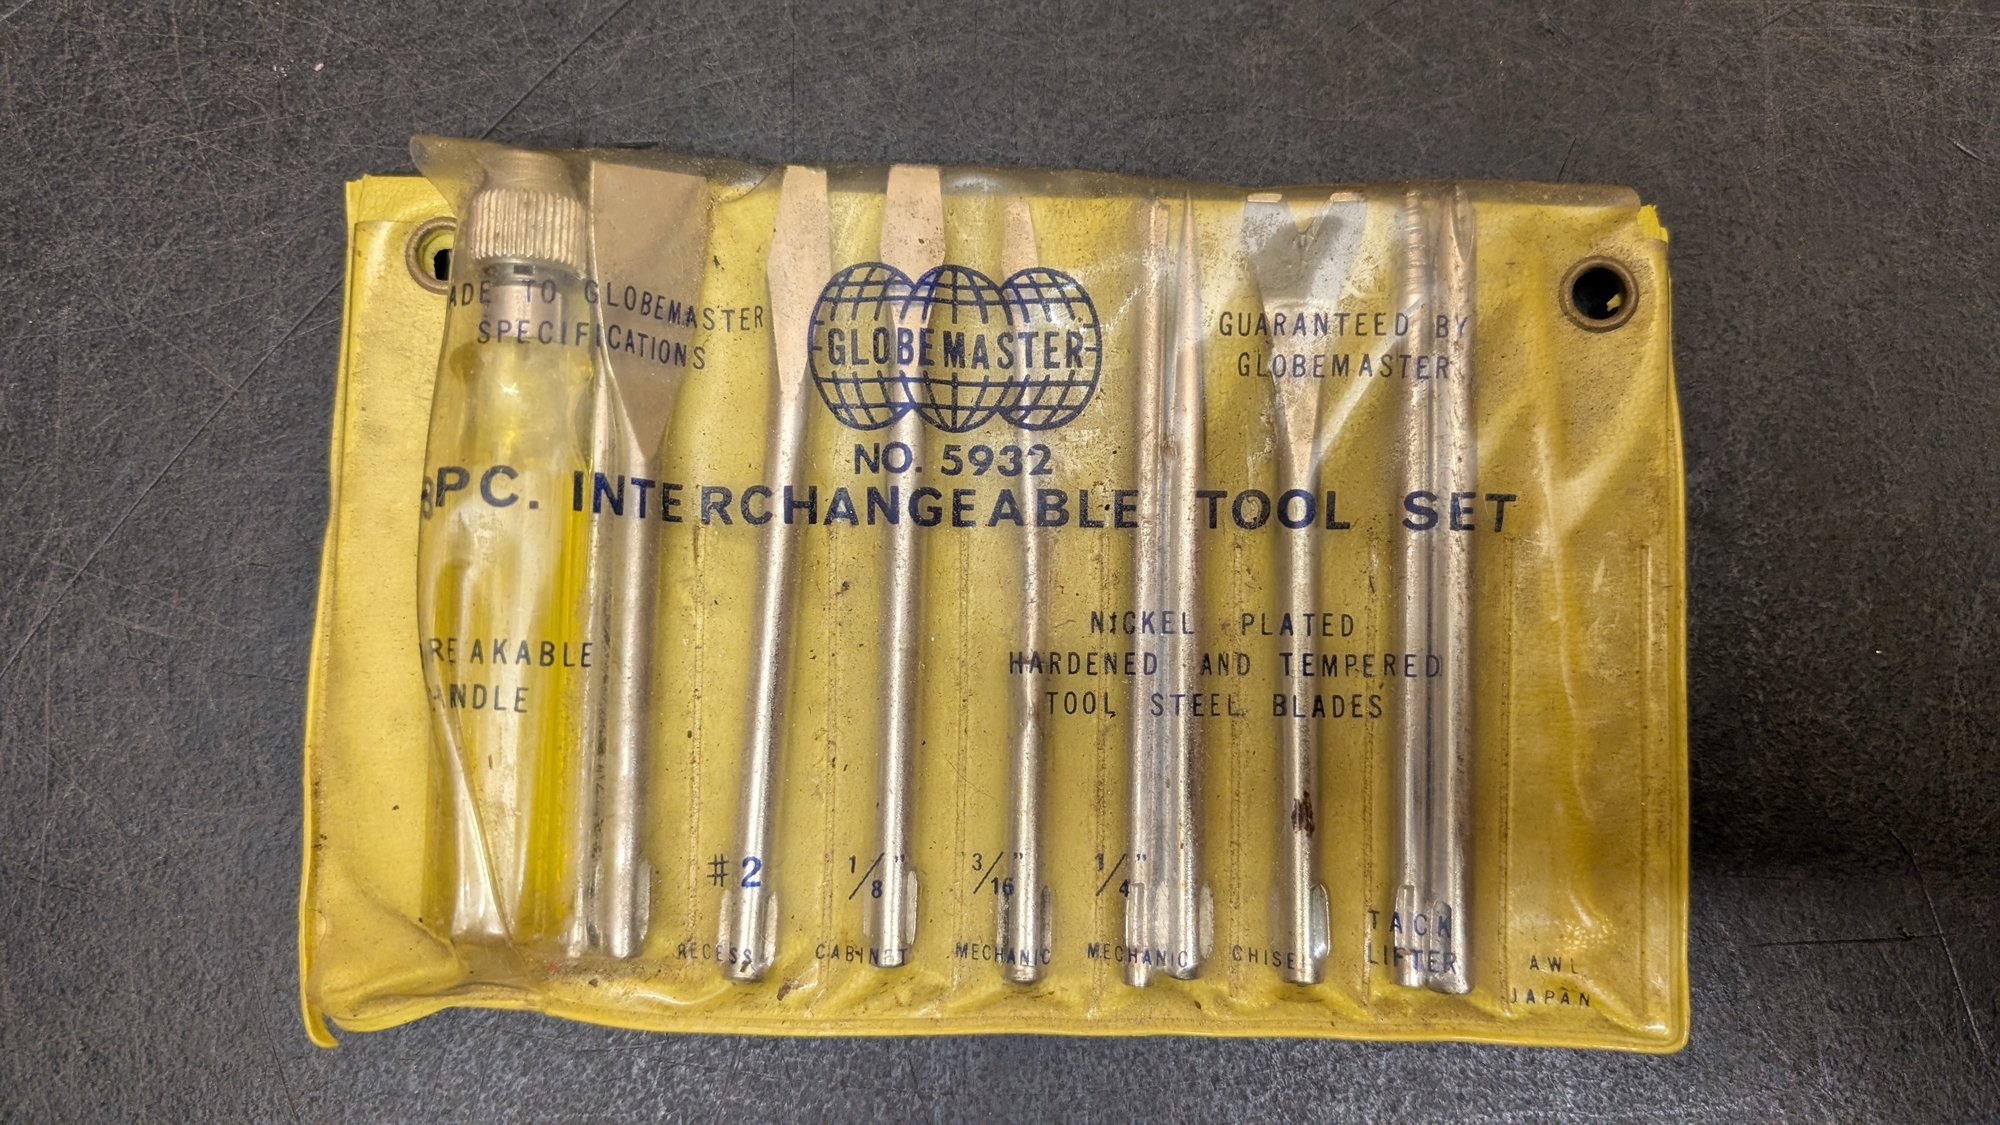 ADE TO GLOBEMASTER
SPECIFICATIONS
GLOBEMASTER
GUARANTEED BY
GLOBEMASTER
NO. 5932
8PC. INTERCHANGEABLE TOOL SET
REAKABLE
ANDLE
NICKEL PLATED
HARDENED AND TEMPERED
TOOL STEEL BLADES
#2
RECESS
1/8"
CABINET
3/16"
MECHANIC
1/4"
MECHANIC
CHISEL
TACK
LIFTER
AWL
JAPAN